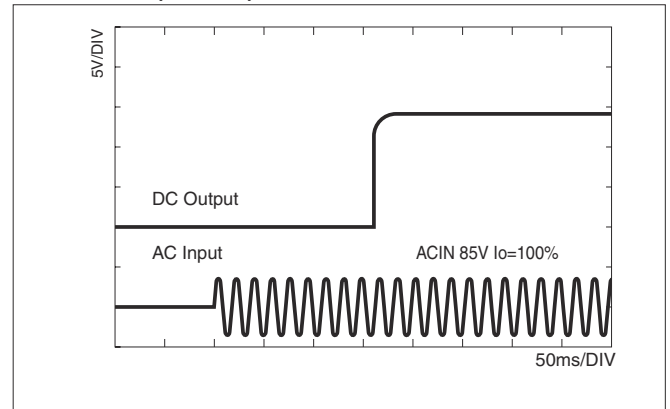 5V/DIV
DC Output
AC Input
ACIN 85V Io=100%
50ms/DIV